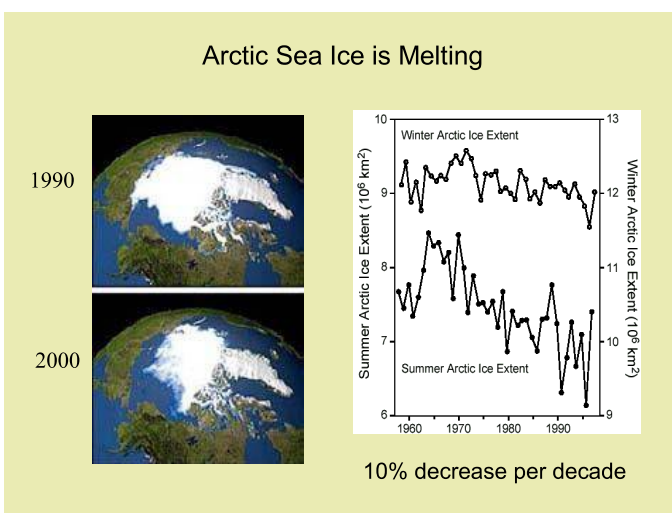 Arctic Sea Ice is Melting
1990
2000
10
9
8
7
6
Summer Arctic Ice Extent (10⁶ km²)
Winter Arctic Ice Extent
Summer Arctic Ice Extent
13
12
11
10
9
Winter Arctic Ice Extent (10⁶ km²)
1960 1970 1980 1990
10% decrease per decade